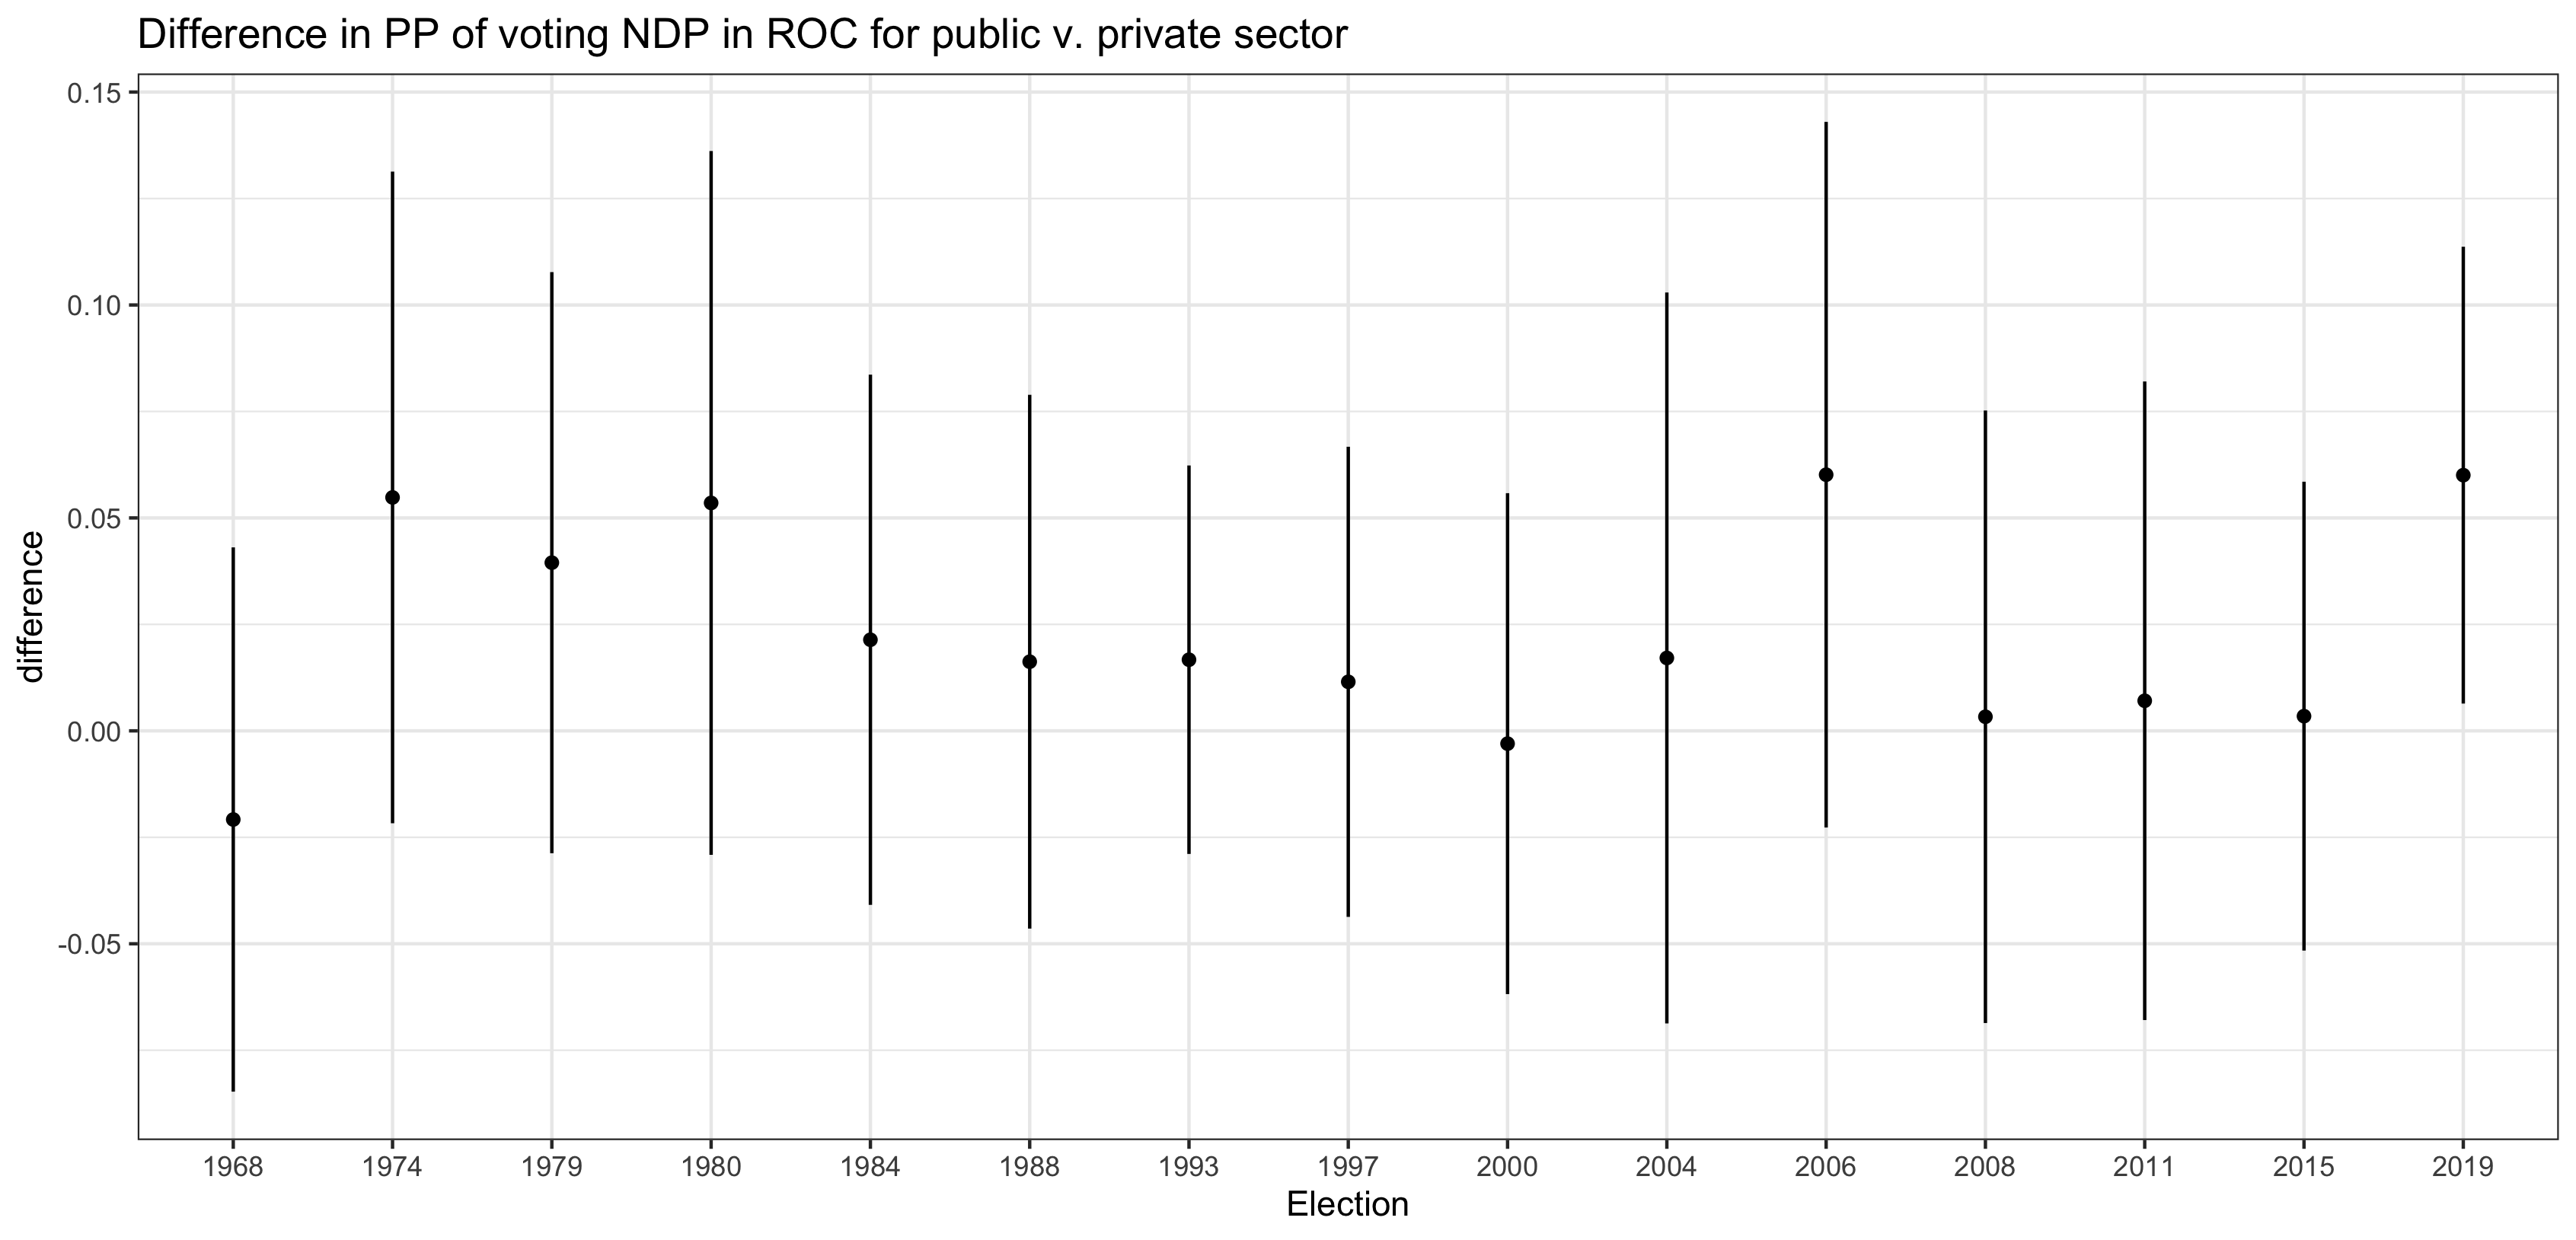 Difference in PP of voting NDP in ROC for public v. private sector
0.15
0.10
0.05
0.00
-0.05
difference
1968 1974 1979 1980 1984 1988 1993 1997 2000 2004 2006 2008 2011 2015 2019
Election